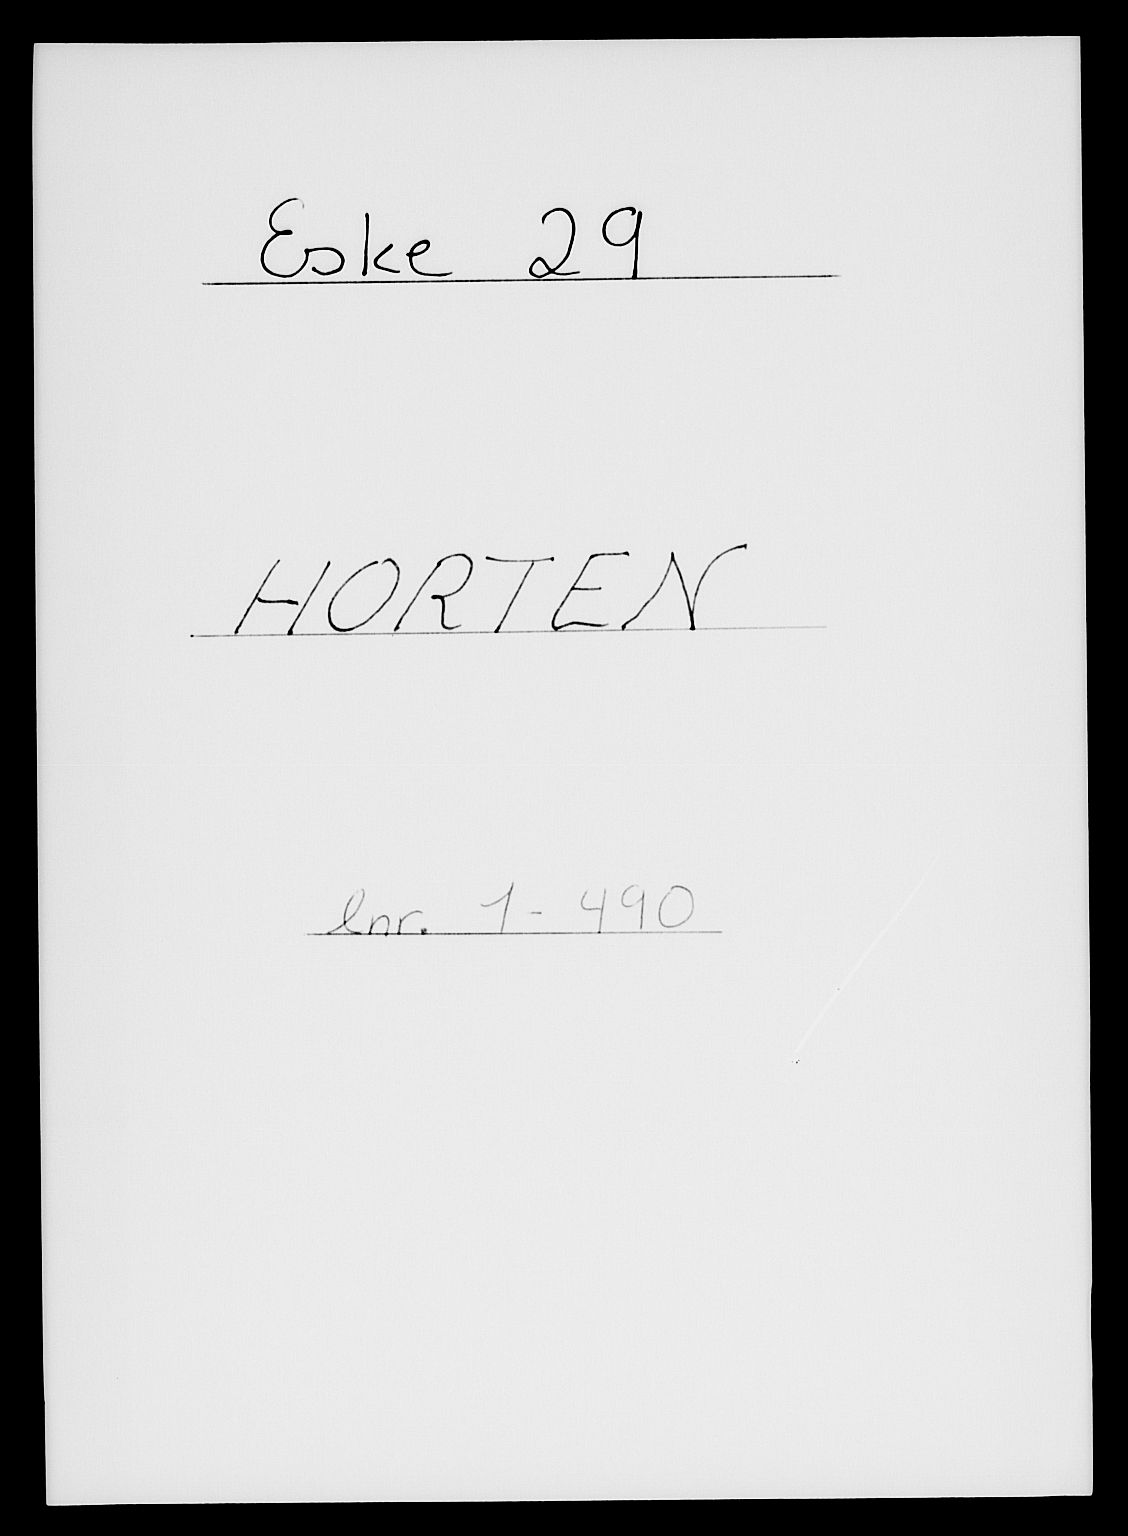 Eske 29
HORTEN
lnr. 1 - 490